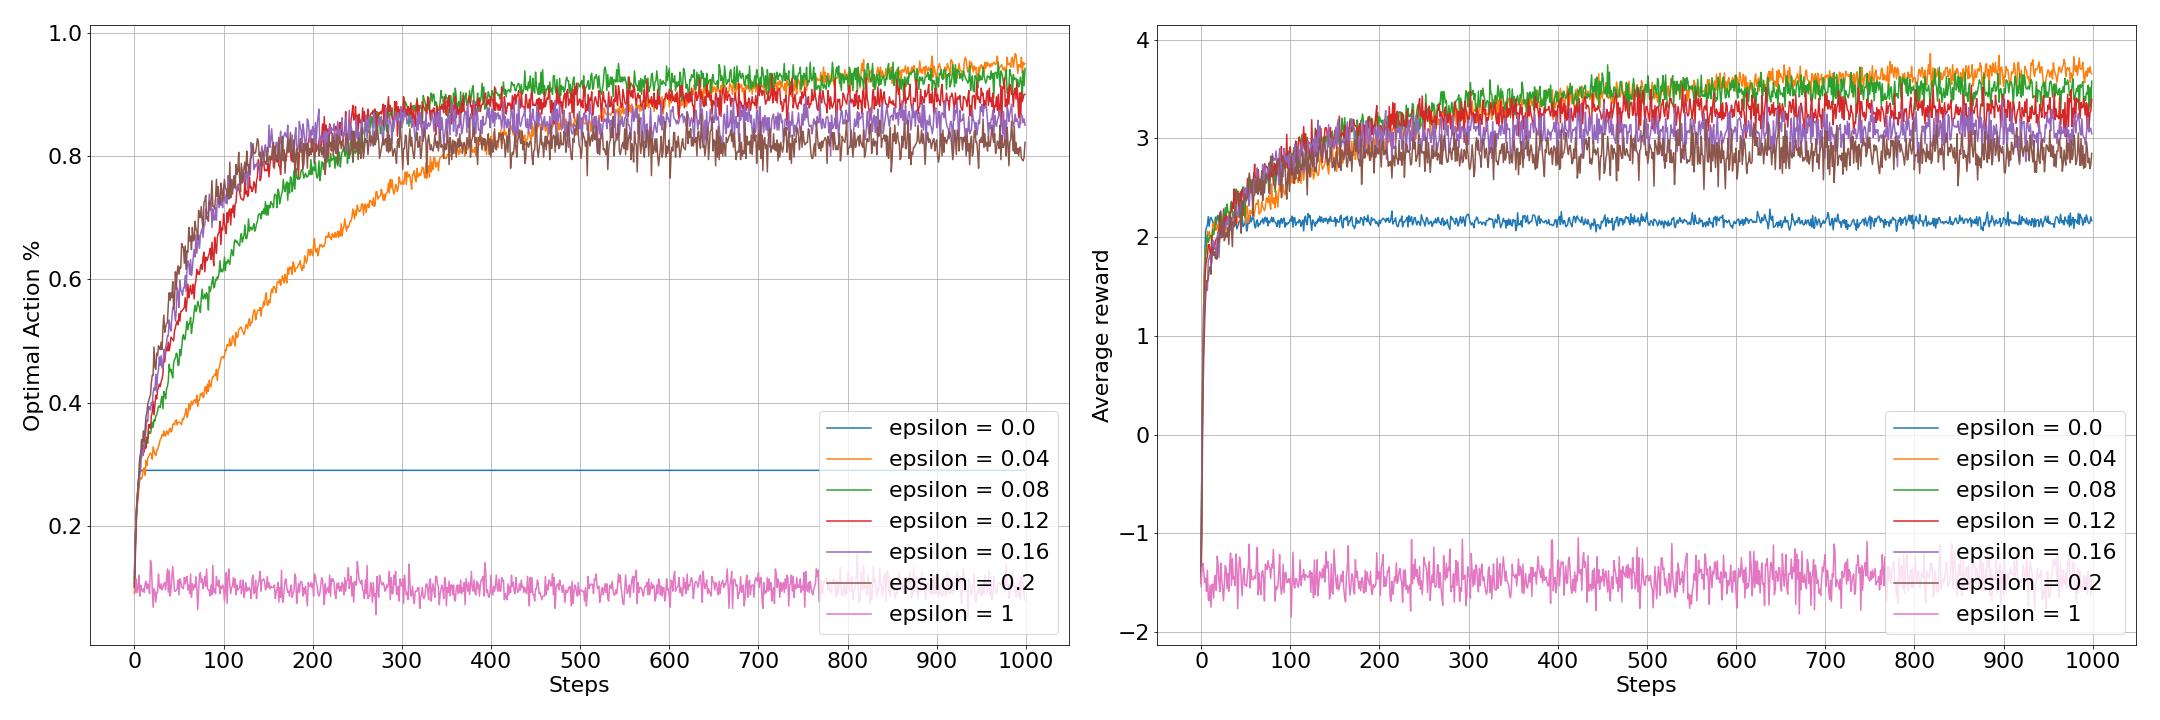 Optimal Action %
1.0
0.8
0.6
0.4
0.2
0 100 200 300 400 500 600 700 800 900 1000
Steps
epsilon = 0.0
epsilon = 0.04
epsilon = 0.08
epsilon = 0.12
epsilon = 0.16
epsilon = 0.2
epsilon = 1
Average reward
4
3
2
1
0
−1
−2
0 100 200 300 400 500 600 700 800 900 1000
Steps
epsilon = 0.0
epsilon = 0.04
epsilon = 0.08
epsilon = 0.12
epsilon = 0.16
epsilon = 0.2
epsilon = 1